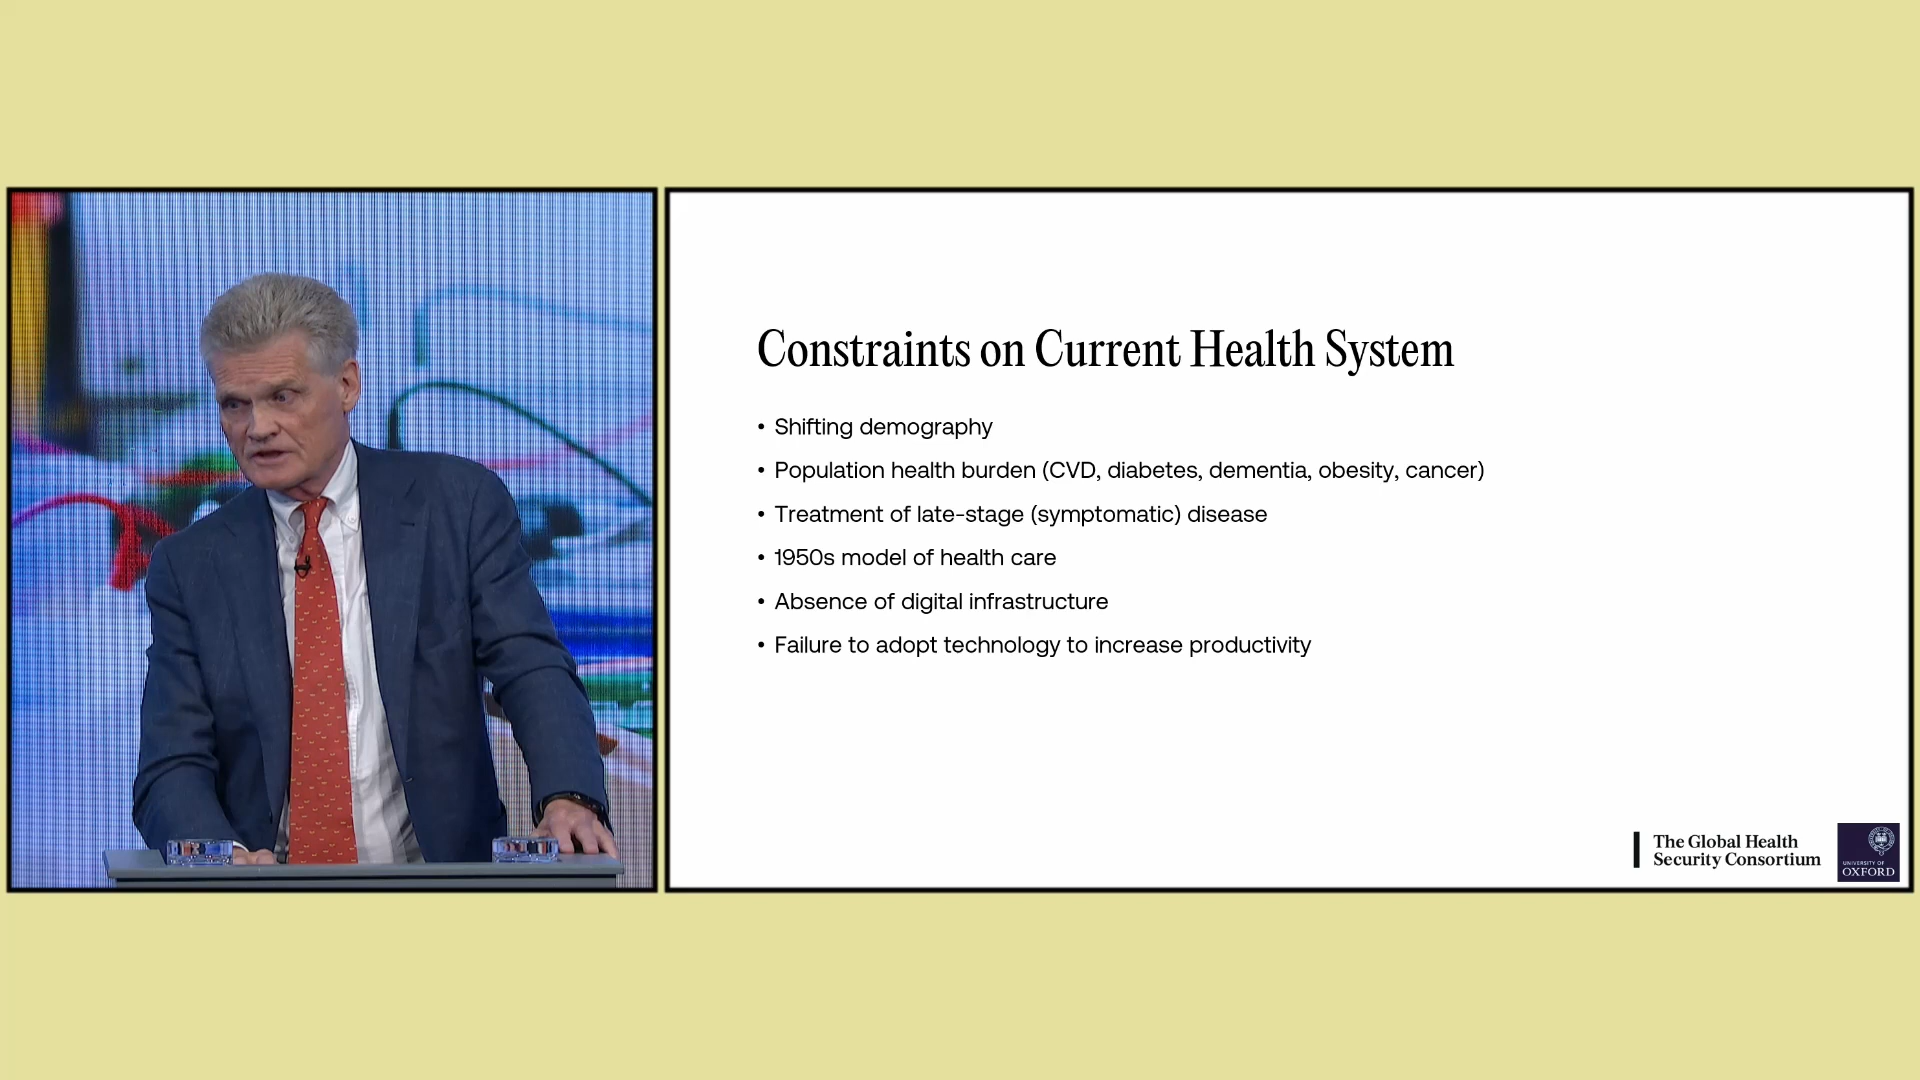 Constraints on Current Health System
• Shifting demography
• Population health burden (CVD, diabetes, dementia, obesity, cancer)
• Treatment of late-stage (symptomatic) disease
• 1950s model of health care
• Absence of digital infrastructure
• Failure to adopt technology to increase productivity
The Global Health
Security Consortium
UNIVERSITY OF
OXFORD